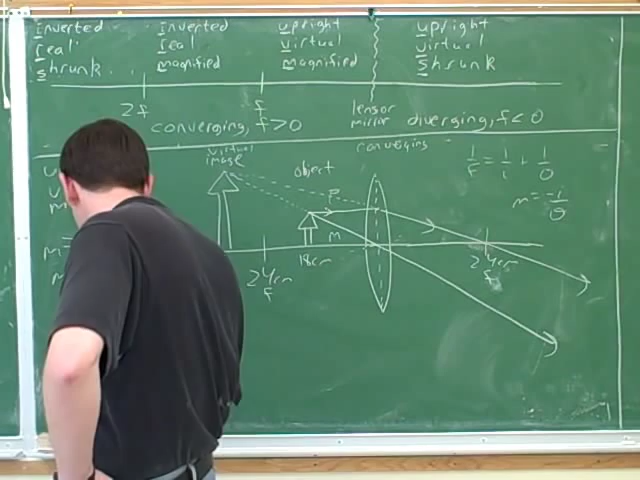 Inverted
Real
Shrunk
Inverted
Real
Magnified
Upright
Virtual
Magnified
Upright
Virtual
Shrunk
2f
f
converging, f>0
lens or
mirror
diverging, f<0
virtual
image
object
converging
1/f = 1/i + 1/o
m = -i/o
P
M
24cm
f
18cm
24cm
f